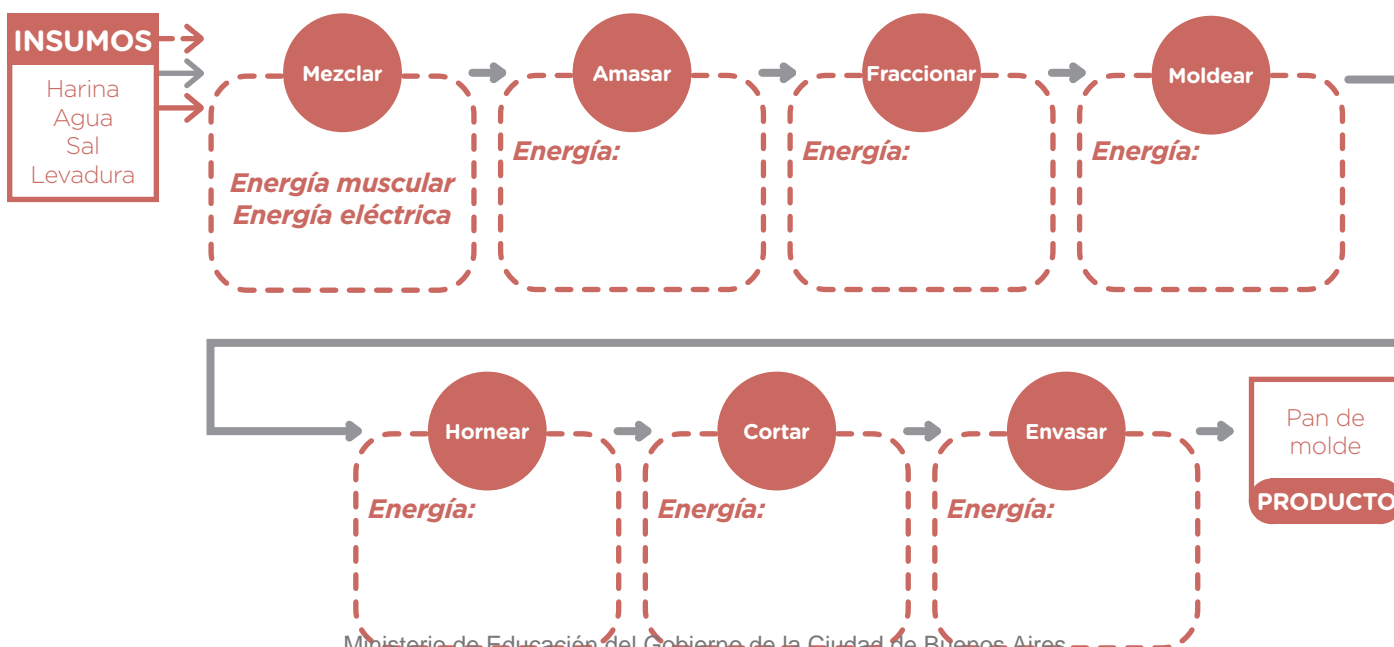 INSUMOS
Harina
Agua
Sal
Levadura
Mezclar
Energía muscular
Energía eléctrica
Amasar
Energía:
Fraccionar
Energía:
Moldear
Energía:
Hornear
Energía:
Cortar
Energía:
Envasar
Energía:
Pan de
molde
PRODUCTO
Ministerio de Educación del Gobierno de la Ciudad de Buenos Aires